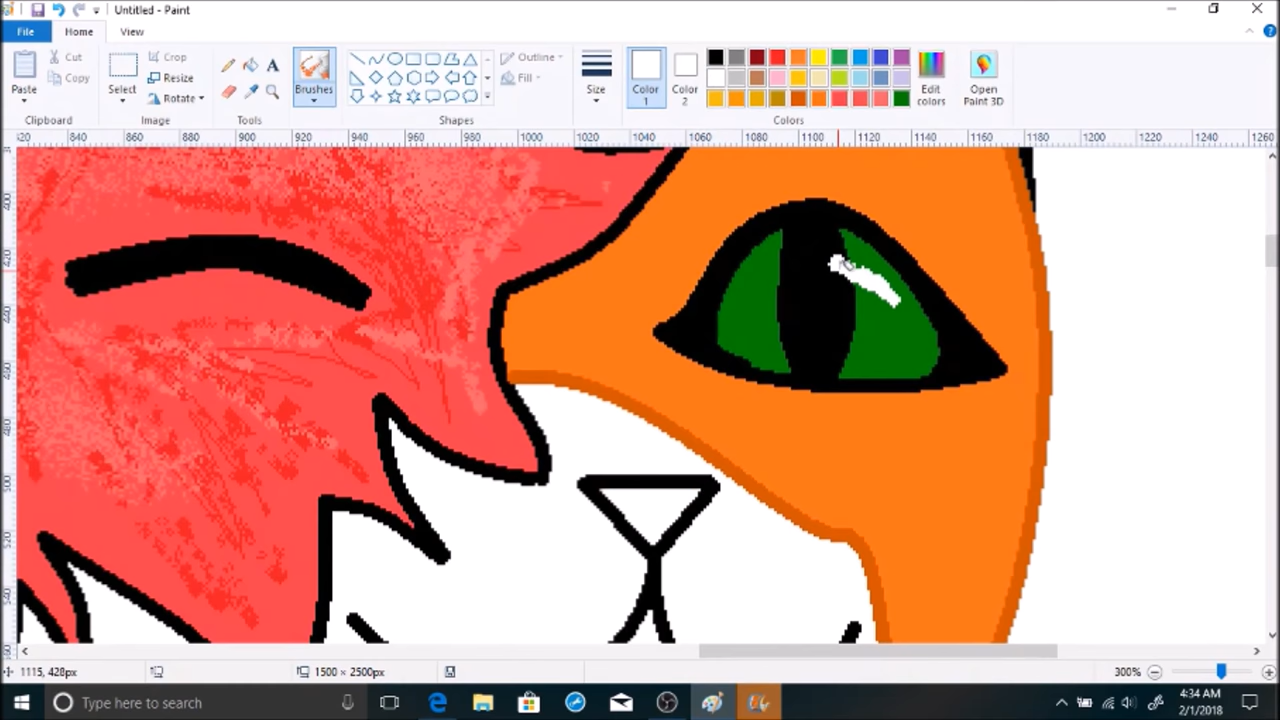 Untitled - Paint
File Home View
Paste
Cut
Copy
Select
Crop
Resize
Rotate
A
Brushes
Outline
Fill
Size
Color 1
Color 2
Edit colors
Open Paint 3D
Clipboard Image Tools Shapes Colors
840 860 880 900 920 940 960 980 1000 1020 1040 1060 1080 1100 1120 1140 1160 1180 1200 1220 1240 1260
1115, 428px
1500 × 2500px
300%
Type here to search
4:34 AM
2/1/2018